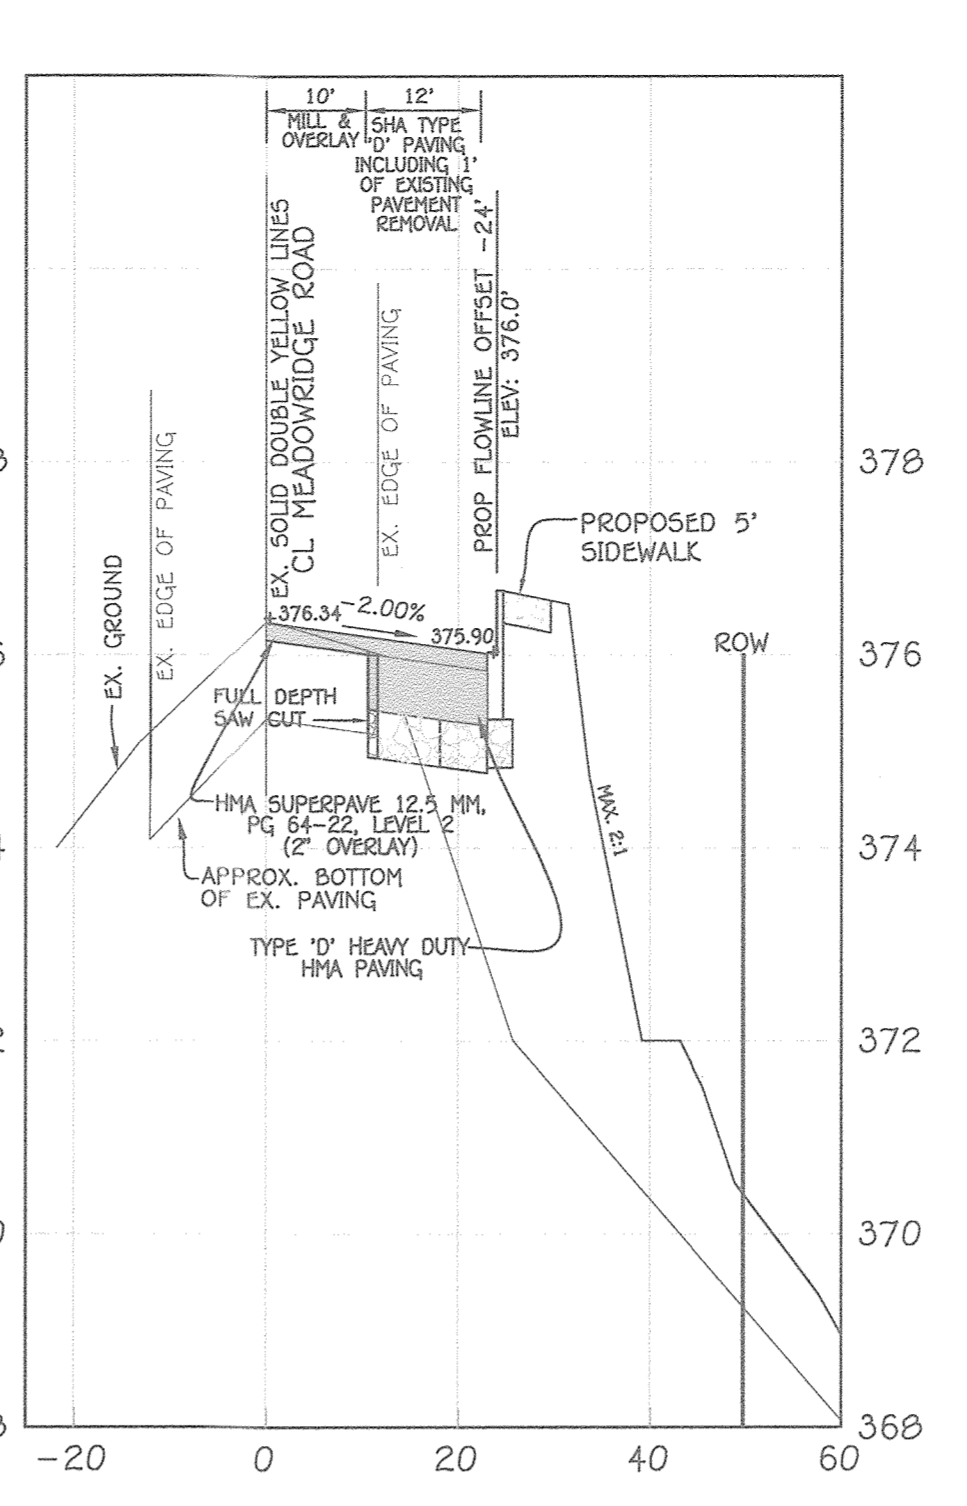 10'
MILL &
OVERLAY
12'
SHA TYPE
'D' PAVING
INCLUDING 1'
OF EXISTING
PAVEMENT
REMOVAL
EX. GROUND
EX. EDGE OF PAVING
EX. SOLID DOUBLE YELLOW LINES
CL MEADOWRIDGE ROAD
EX. EDGE OF PAVING
PROP FLOWLINE OFFSET -24'
ELEV: 376.0'
PROPOSED 5'
SIDEWALK
376.34
-2.00%
375.90
ROW
FULL DEPTH
SAW CUT
HMA SUPERPAVE 12.5 MM,
PG 64-22, LEVEL 2
(2" OVERLAY)
MAX. 2:1
APPROX. BOTTOM
OF EX. PAVING
TYPE 'D' HEAVY DUTY
HMA PAVING
378
376
374
372
370
368
-20
0
20
40
60